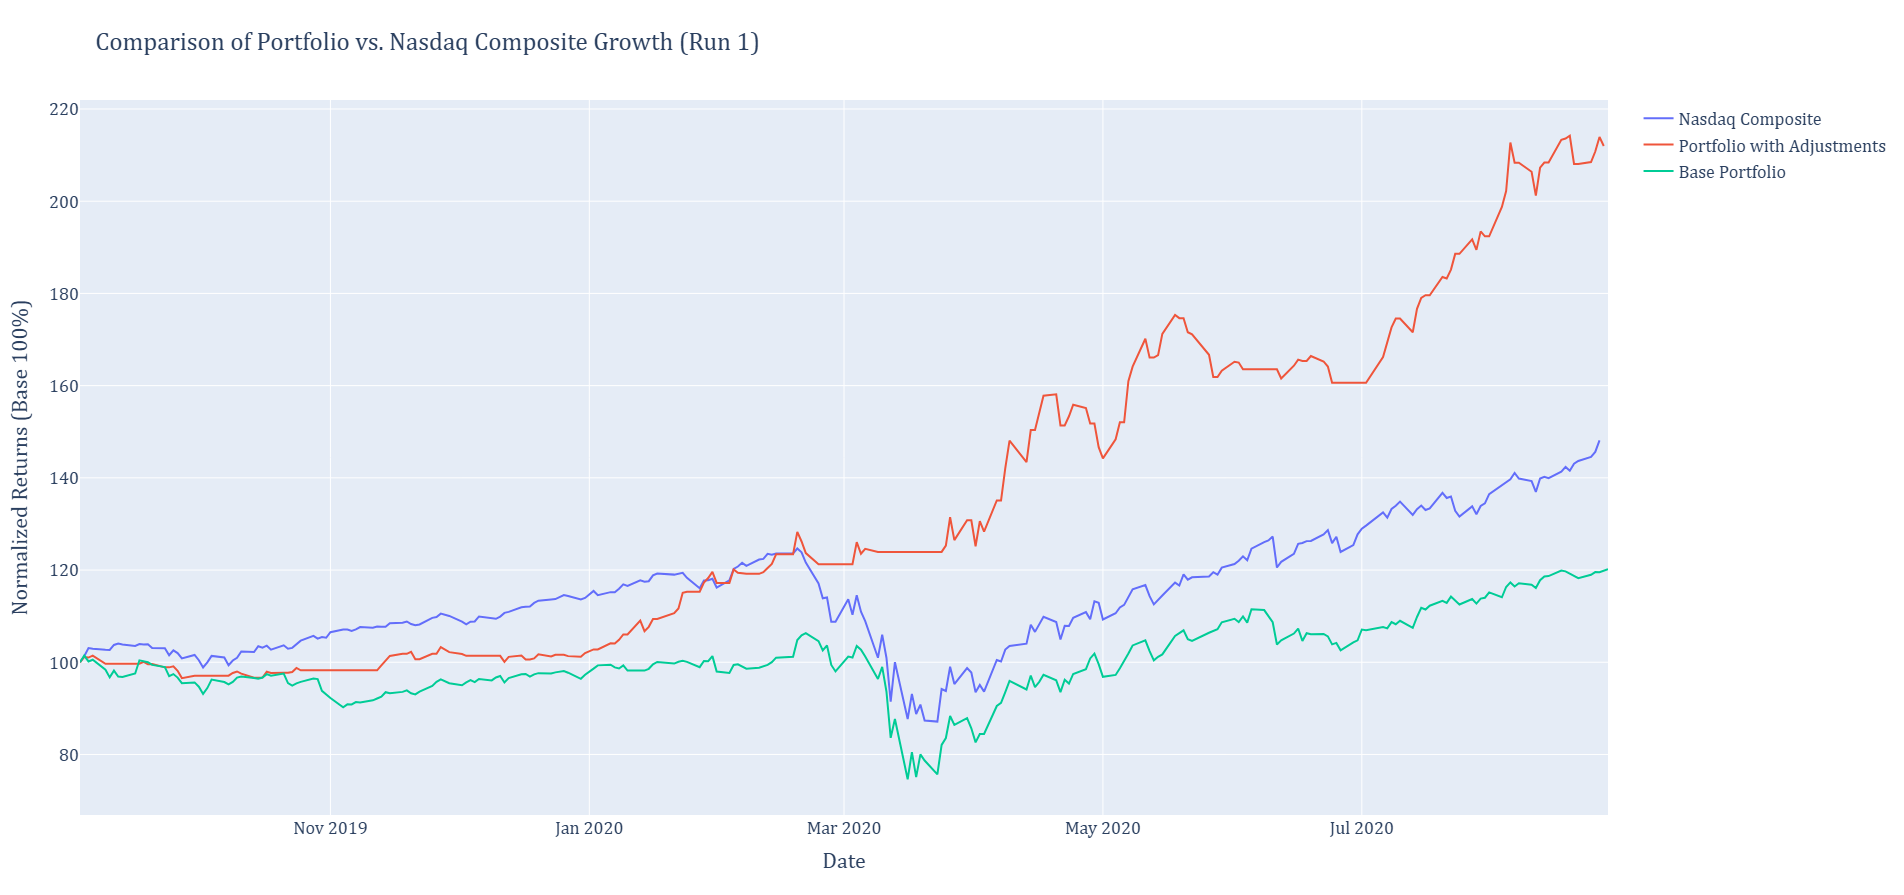 Comparison of Portfolio vs. Nasdaq Composite Growth (Run 1)
Nasdaq Composite
Portfolio with Adjustments
Base Portfolio
Normalized Returns (Base 100%)
220
200
180
160
140
120
100
80
Nov 2019
Jan 2020
Mar 2020
May 2020
Jul 2020
Date